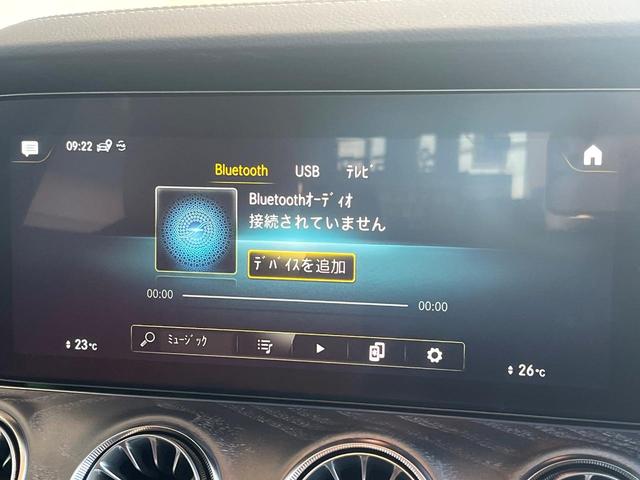 09:22
Bluetooth USB テレビ
Bluetoothオーディオ
接続されていません
デバイスを追加
00:00 00:00
ミュージック
23℃ 26℃